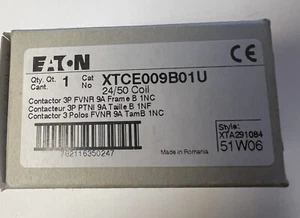 EATON
Qty. Qt. Cant. 1 Cat No XTCE009B01U
24/50 Coil
Contactor 3P FVNR 9A Frame B 1NC
Contacteur 3P PTNI 9A Taille B 1NF
Contactor 3 Polos FVNR 9A TamB 1NC
782116350247
Made in Romania
Style:
XTA291084
51W06